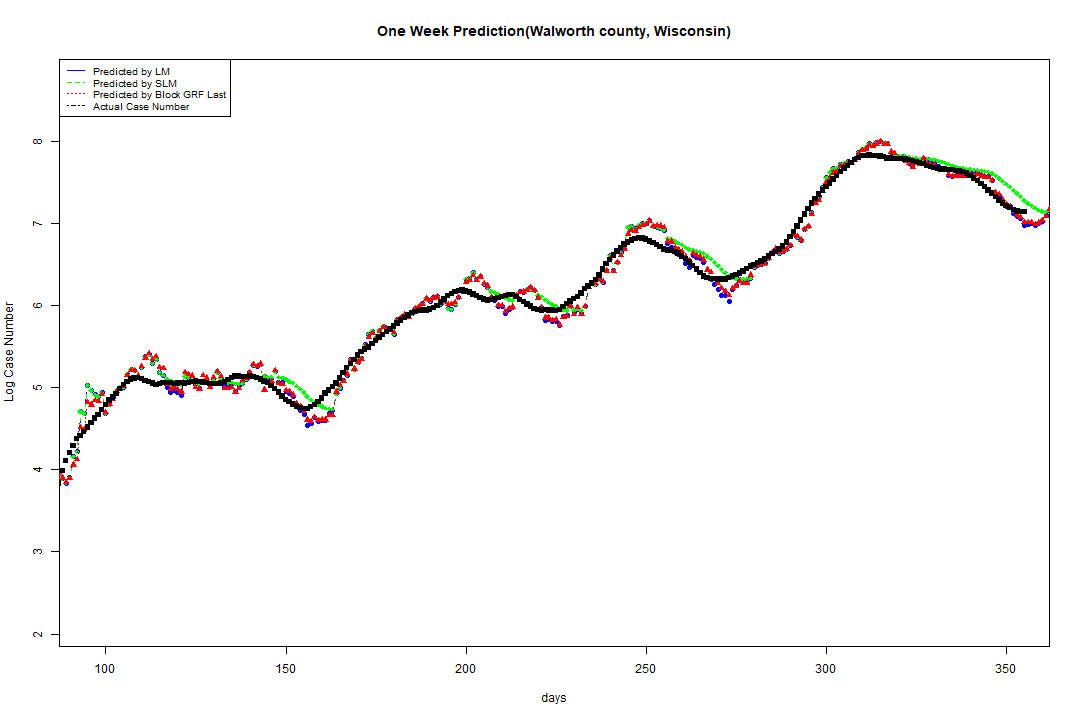 One Week Prediction(Walworth county, Wisconsin)
Predicted by LM
Predicted by SLM
Predicted by Block GRF Last
Actual Case Number
8
7
6
5
4
3
2
Log Case Number
100 150 200 250 300 350
days